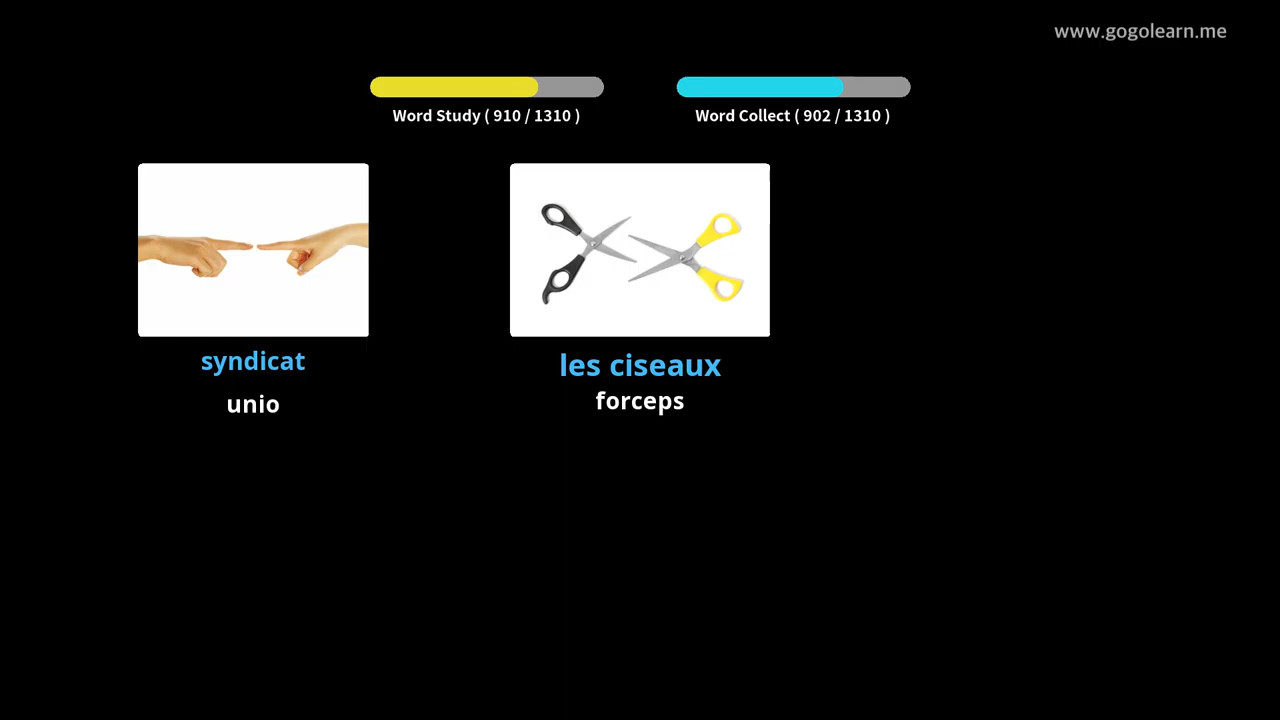 www.gogolearn.me
Word Study ( 910 / 1310 )
Word Collect ( 902 / 1310 )
syndicat
unio
les ciseaux
forceps